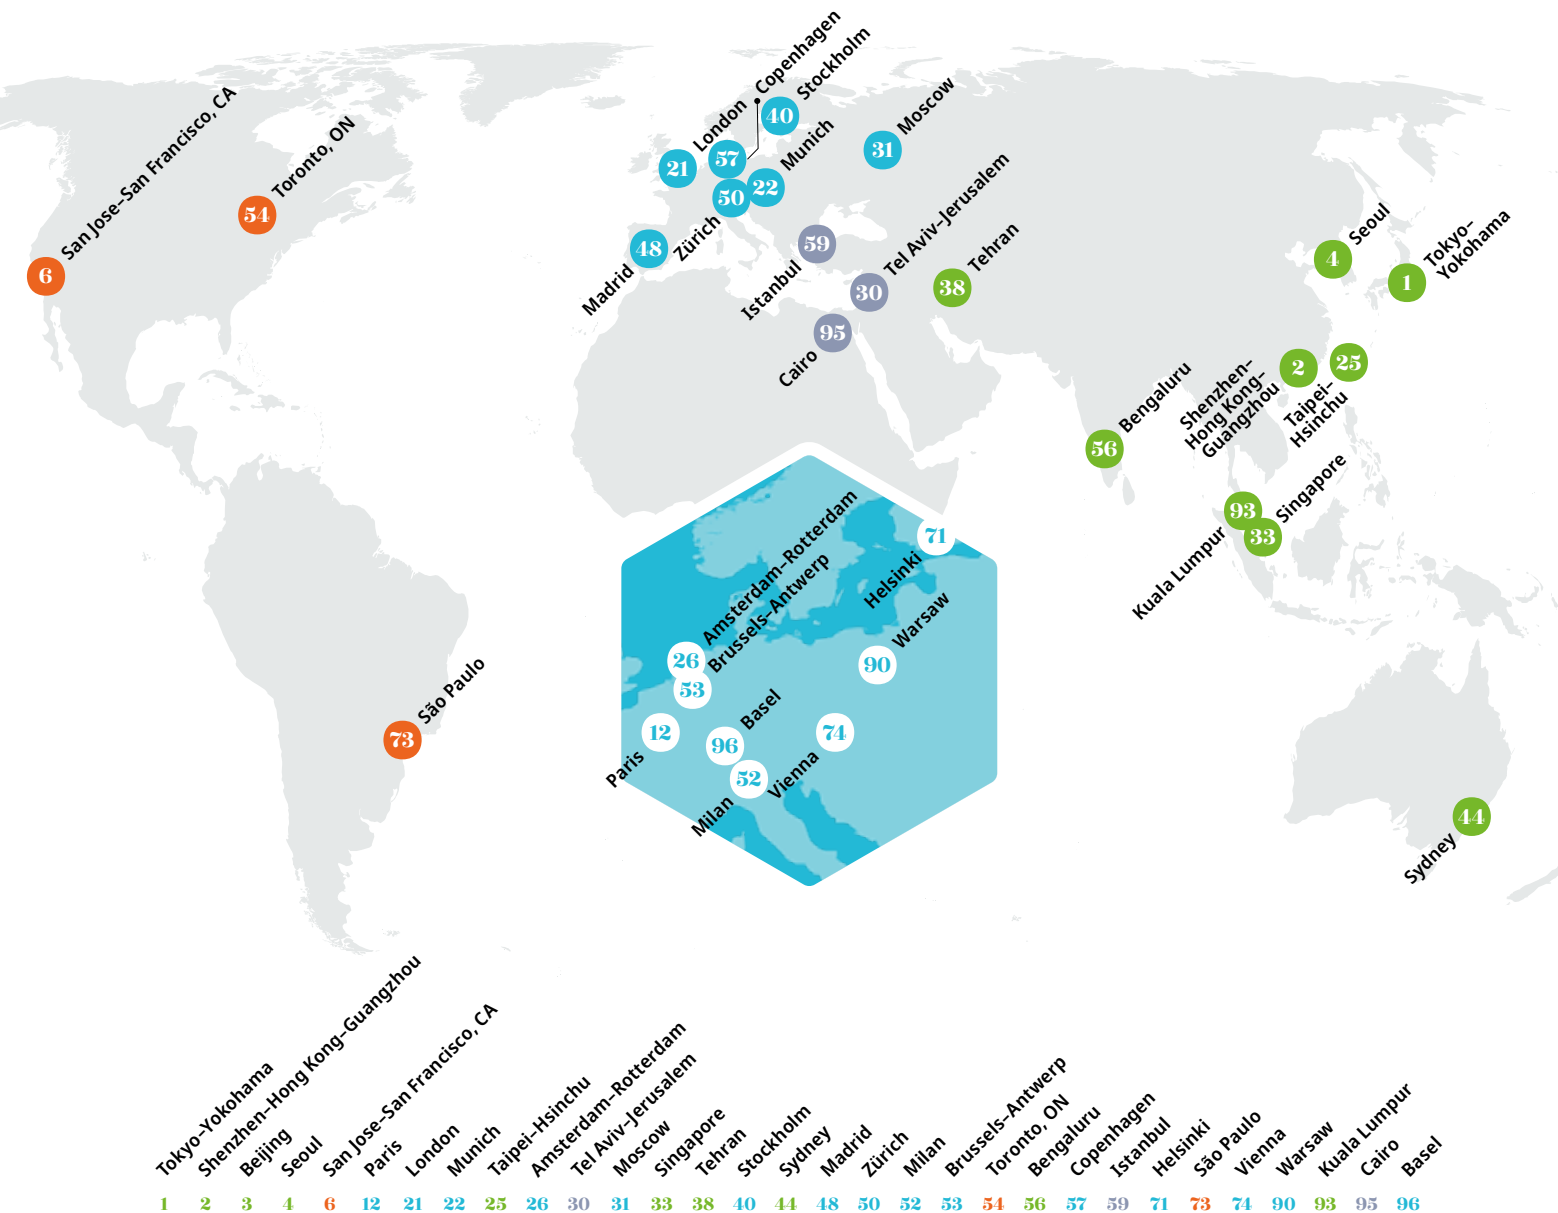 Copenhagen
Stockholm
London
40
Munich
Moscow
31
San Jose–San Francisco, CA
Toronto, ON
21
57
22
50
54
6
Zürich
48
Madrid
59
Istanbul
Tel Aviv–Jerusalem
30
Tehran
38
95
Cairo
Seoul
4
Tokyo–
Yokohama
1
Bengaluru
56
Shenzhen–
Hong Kong–
Guangzhou
2
25
Taipei–
Hsinchu
93
Singapore
33
Kuala Lumpur
Amsterdam–Rotterdam
Brussels–Antwerp
71
Helsinki
Warsaw
26
90
53
Basel
12
96
74
Paris
52
Vienna
Milan
São Paulo
73
44
Sydney
Tokyo–Yokohama
Shenzhen–Hong Kong–Guangzhou
Beijing
Seoul
San Jose–San Francisco, CA
Paris
London
Munich
Taipei–Hsinchu
Amsterdam–Rotterdam
Tel Aviv–Jerusalem
Moscow
Singapore
Tehran
Stockholm
Sydney
Madrid
Zürich
Milan
Brussels–Antwerp
Toronto, ON
Bengaluru
Copenhagen
Istanbul
Helsinki
São Paulo
Vienna
Warsaw
Kuala Lumpur
Cairo
Basel
1 2 3 4 6 12 21 22 25 26 30 31 33 38 40 44 48 50 52 53 54 56 57 59 71 73 74 90 93 95 96